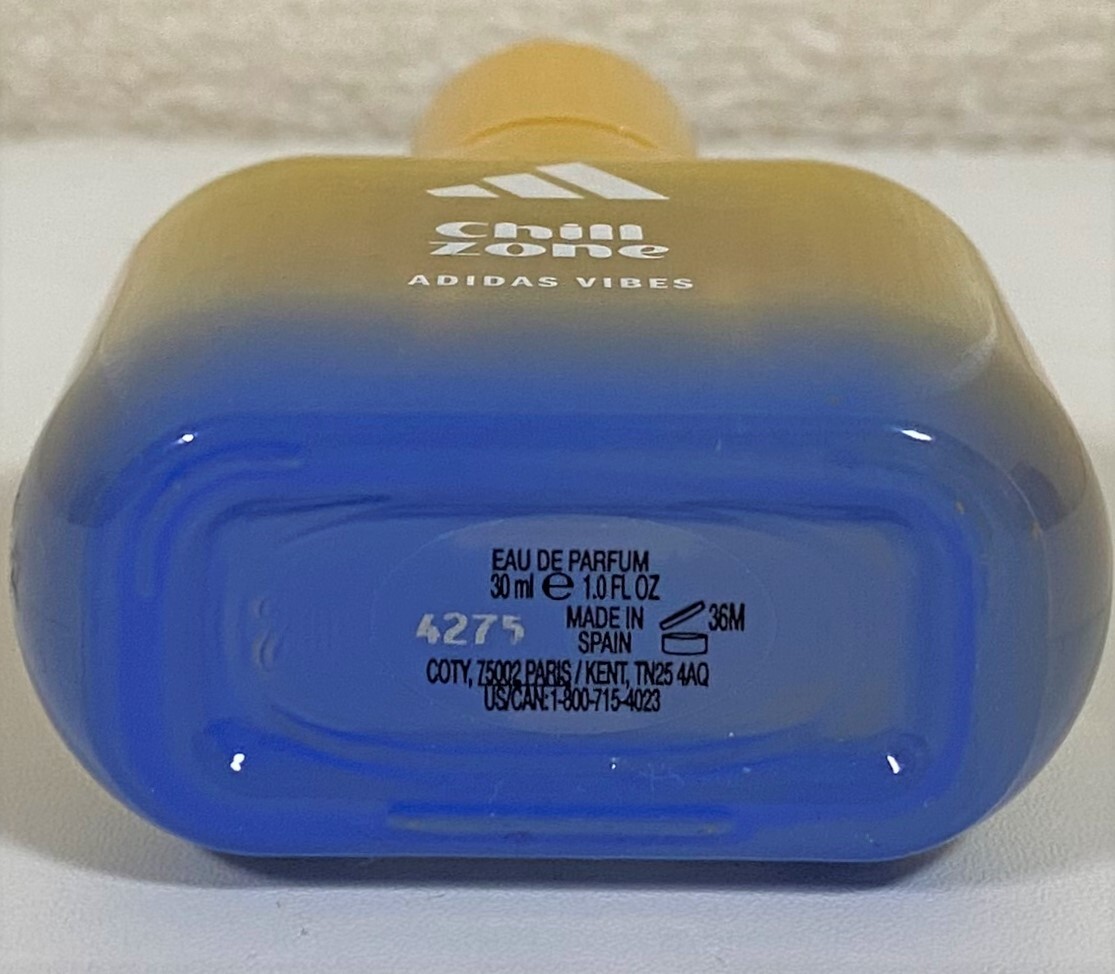 Chill
Zone
ADIDAS VIBES
EAU DE PARFUM
30 ml e 1.0 FL OZ
4275 MADE IN 36M
SPAIN
COTY, 75002 PARIS / KENT, TN25 4AQ
US/CAN:1-800-715-4023